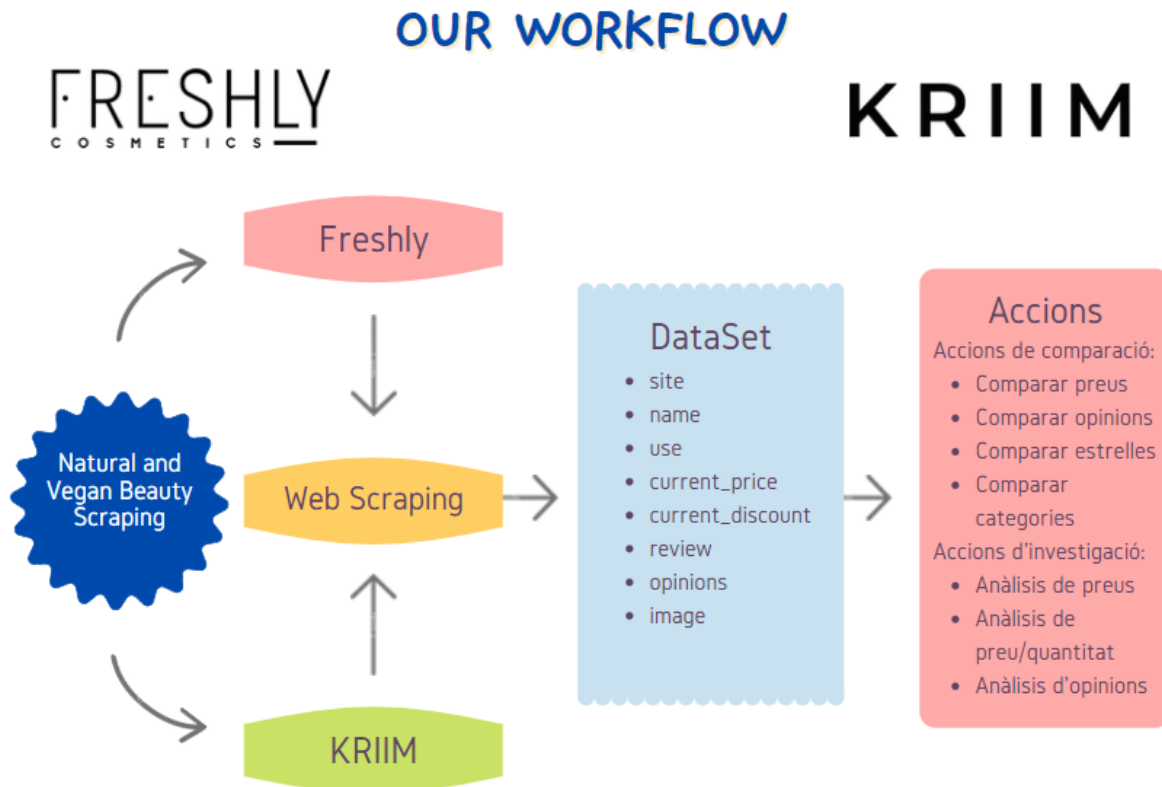 OUR WORKFLOW
FRESHLY
COSMETICS
KRIIM
Freshly
Natural and
Vegan Beauty
Scraping
Web Scraping
KRIIM
DataSet
• site
• name
• use
• current_price
• current_discount
• review
• opinions
• image
Accions
Accions de comparació:
• Comparar preus
• Comparar opinions
• Comparar estrelles
• Comparar
categories
Accions d'investigació:
• Anàlisis de preus
• Anàlisis de
preu/quantitat
• Anàlisis d'opinions